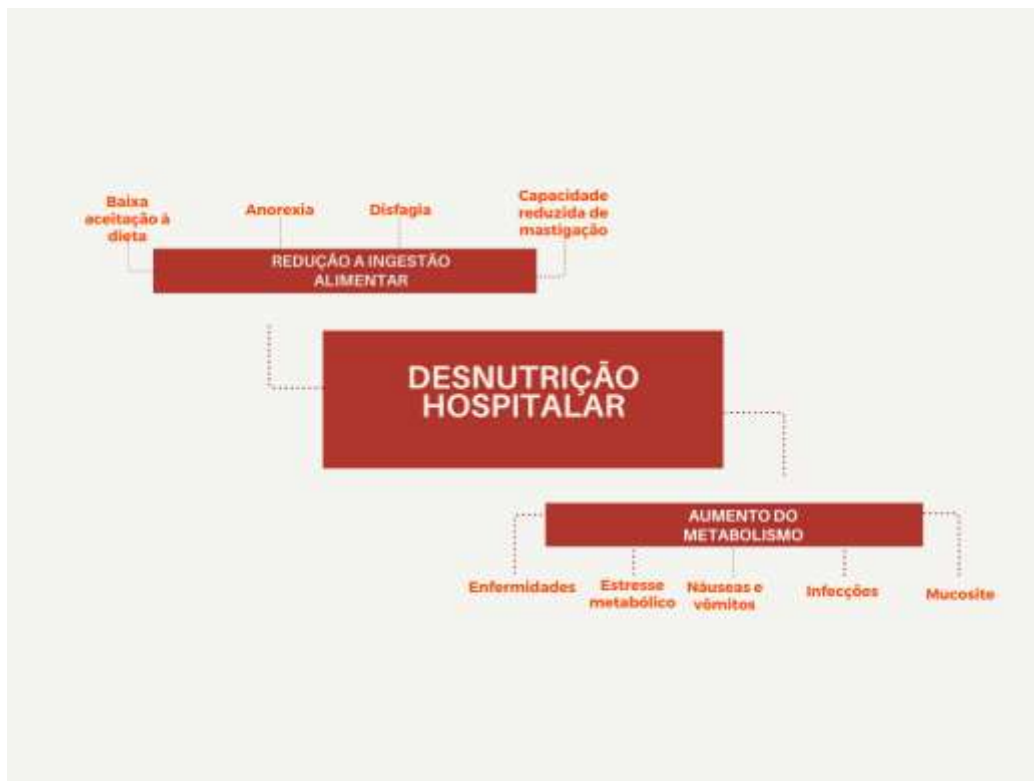 Baixa
aceitação à
dieta
Anorexia
Disfagia
Capacidade
reduzida de
mastigação
REDUÇÃO A INGESTÃO
ALIMENTAR
DESNUTRIÇÃO
HOSPITALAR
AUMENTO DO
METABOLISMO
Enfermidades
Estresse
metabólico
Náuseas e
vômitos
Infecções
Mucosite